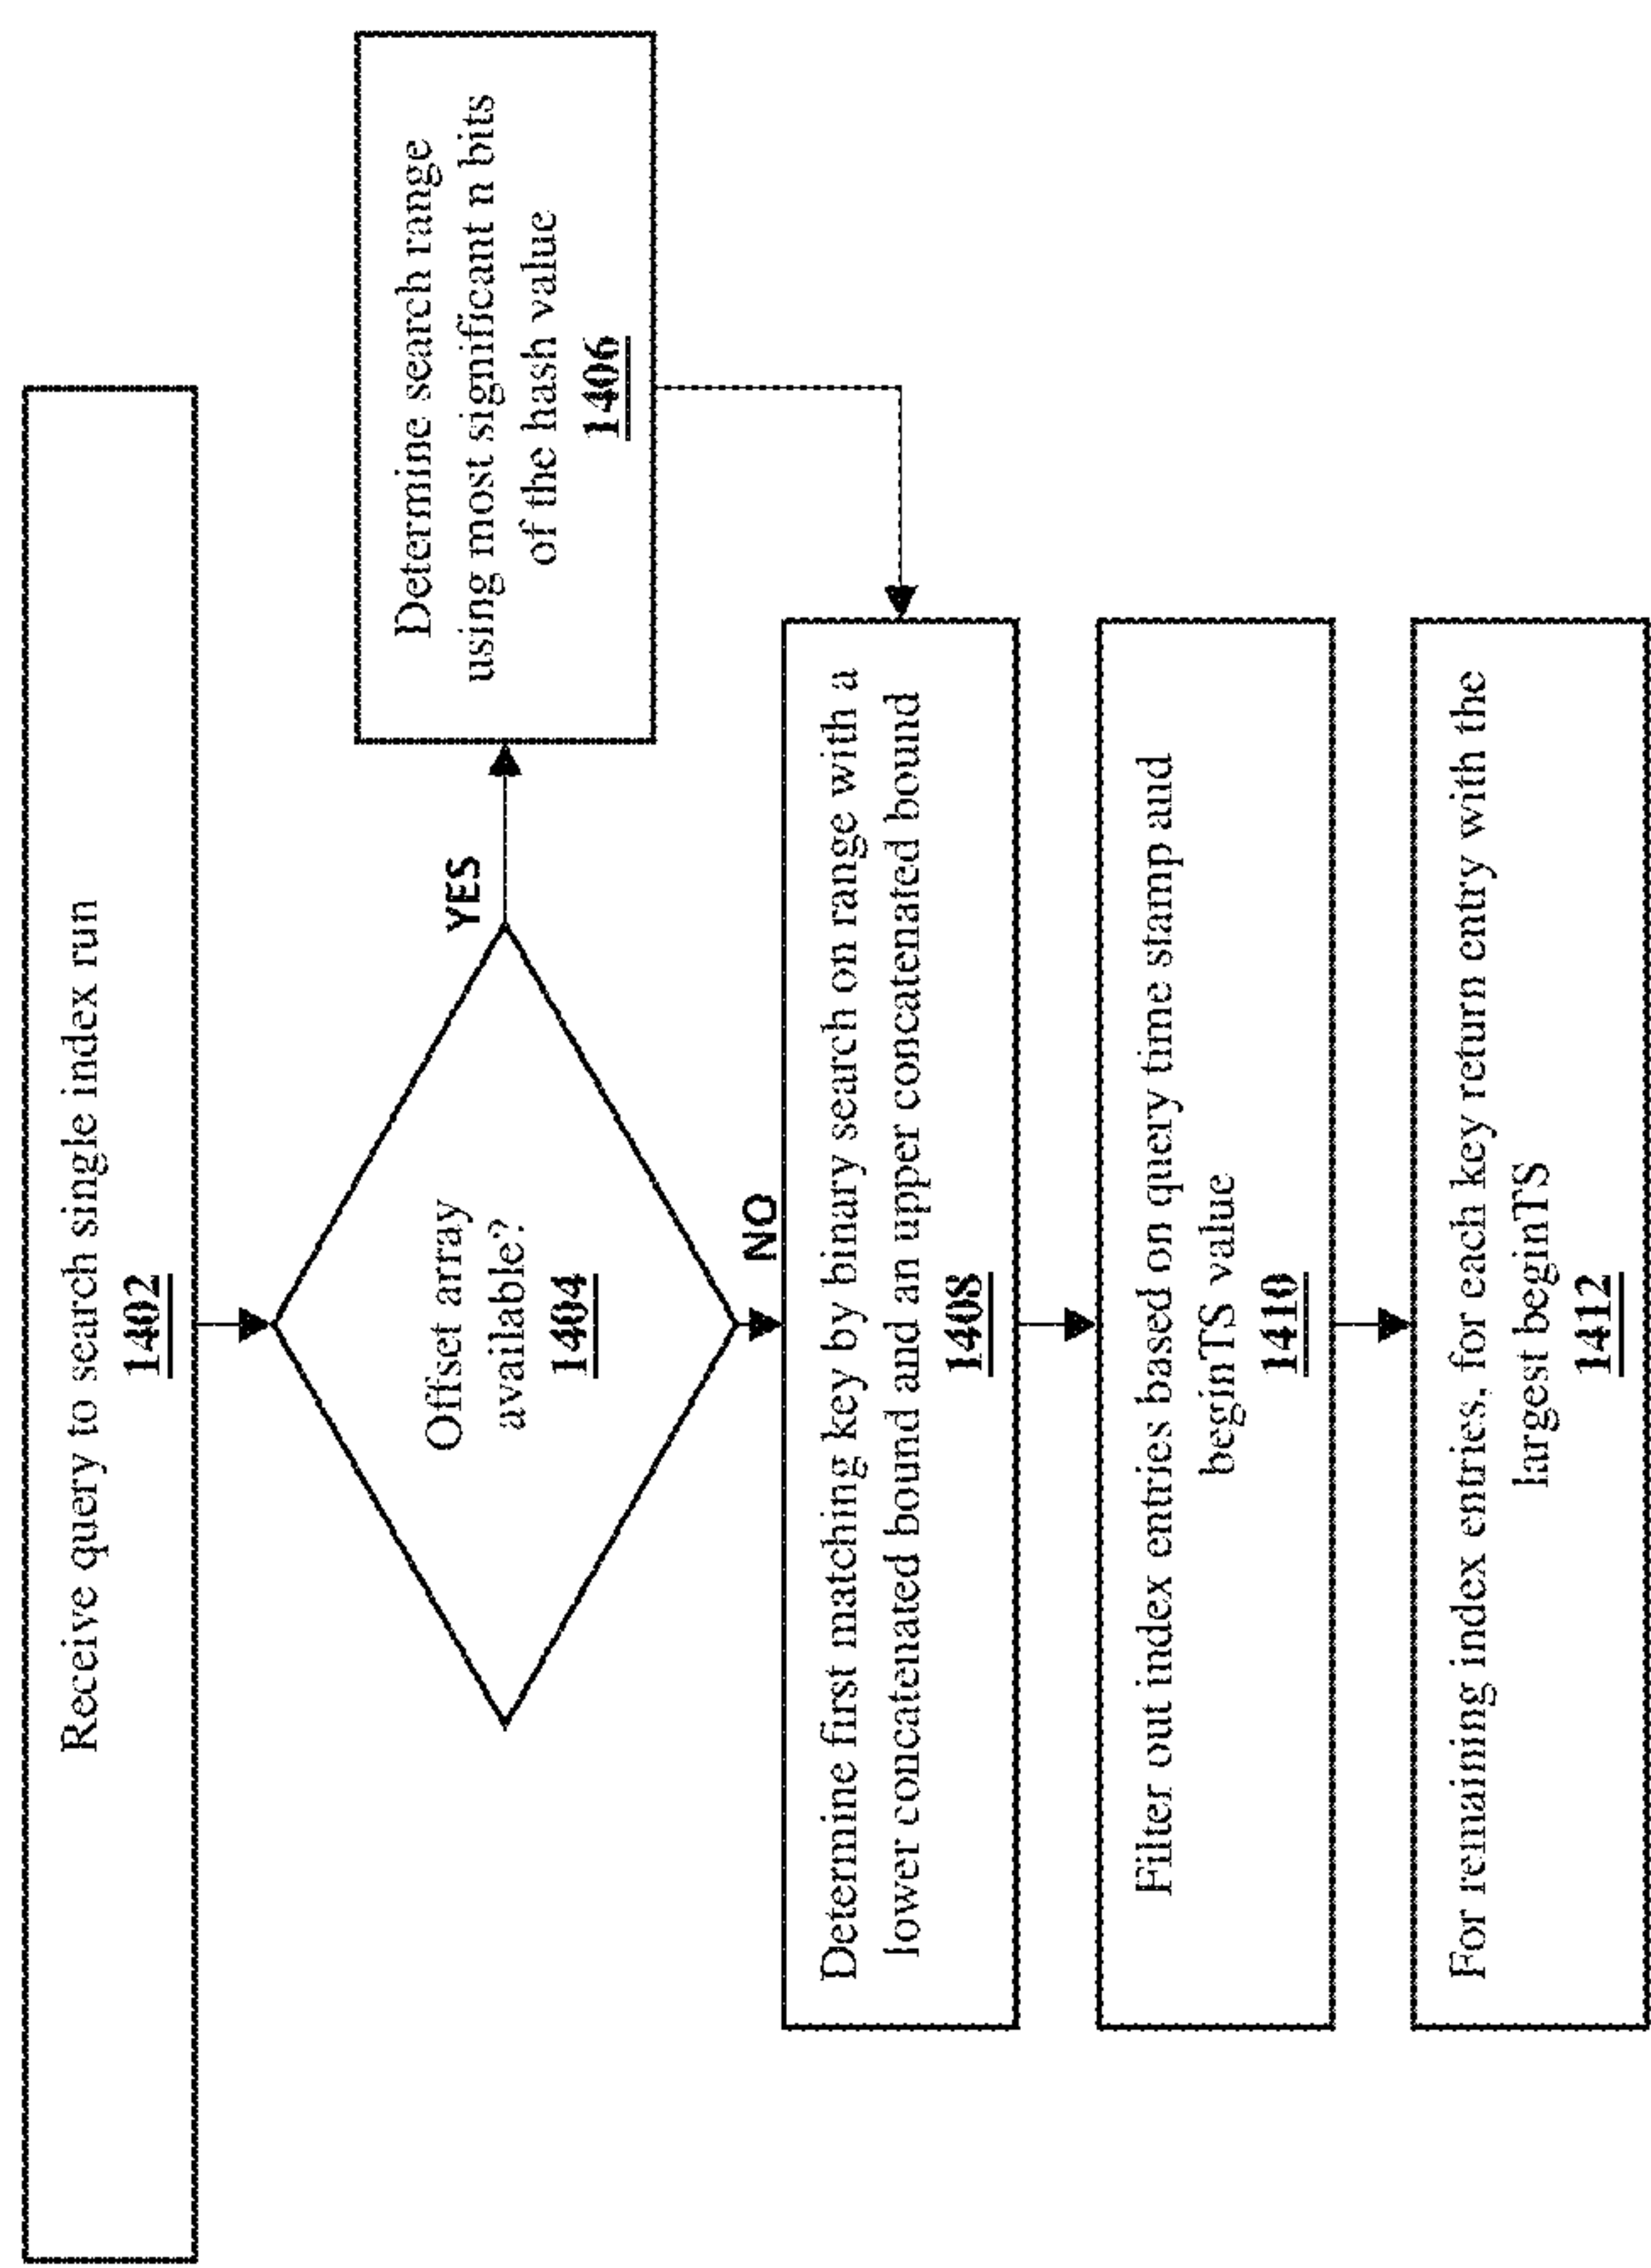 Receive query to search single index run
1402
Offset array
available?
1404
YES
Determine search range
using most significant n bits
of the hash value
1406
NO
Determine first matching key by binary search on range with a
lower concatenated bound and an upper concatenated bound
1408
Filter out index entries based on query time stamp and
beginTS value
1410
For remaining index entries, for each key return entry with the
largest beginTS
1412